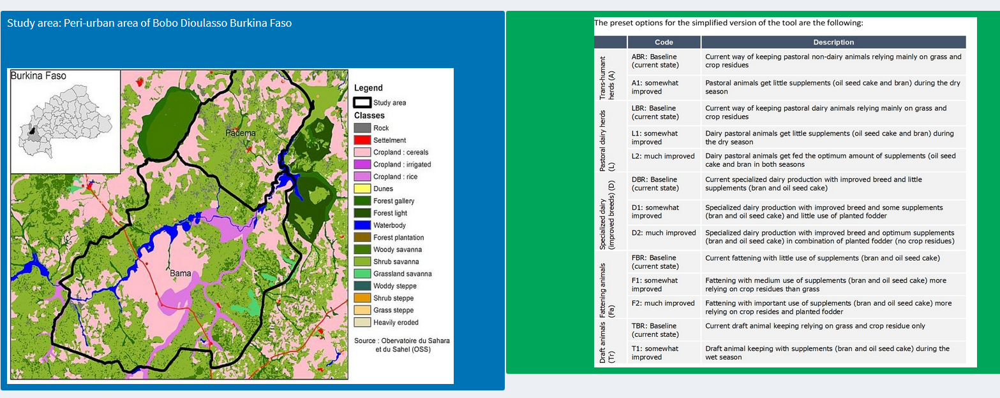 Study area: Peri-urban area of Bobo Dioulasso Burkina Faso
Burkina Faso
Padema
Bama
Legend
Study area
Classes
Rock
Settelment
Cropland : cereals
Cropland : irrigated
Cropland : rice
Dunes
Forest gallery
Forest light
Waterbody
Forest plantation
Woody savanna
Shrub savanna
Grassland savanna
Woddy steppe
Shrub steppe
Grass steppe
Heavily eroded
Source : Obervatoire du Sahara
et du Sahel (OSS)
The preset options for the simplified version of the tool are the following:
Code
Description
Trans-humant
herds (A)
ABR: Baseline
(current state)
Current way of keeping pastoral non-dairy animals relying mainly on grass and
crop residues
A1: somewhat
improved
Pastoral animals get little supplements (oil seed cake and bran) during the dry
season
Pastoral dairy herds
(L)
LBR: Baseline
(current state)
Current way of keeping pastoral dairy animals relying mainly on grass and
crop residues
L1: somewhat
improved
Dairy pastoral animals get little supplements (oil seed cake and bran) during
the dry season
L2: much improved
Dairy pastoral animals get fed the optimum amount of supplements (oil seed
cake and bran in both seasons
Specialized dairy
(improved breeds) (D)
DBR: Baseline
(current state)
Current specialized dairy production with improved breed and little
supplements (bran and oil seed cake)
D1: somewhat
improved
Specialized dairy production with improved breed and some supplements
(bran and oil seed cake) and little use of planted fodder
D2: much improved
Specialized dairy production with improved breed and optimum supplements
(bran and oil seed cake) in combination of planted fodder (no crop residues)
Fattening animals
(Fa)
FBR: Baseline
(current state)
Current fattening with little use of supplements (bran and oil seed cake)
F1: somewhat
improved
Fattening with medium use of supplements (bran and oil seed cake) more
relying on crop residues than grass
F2: much improved
Fattening with important use of supplements (bran and oil seed cake) more
relying on crop resides and planted fodder
Draft animals
(Tr)
TBR: Baseline
(current state)
Current draft animal keeping relying on grass and crop residue only
T1: somewhat
improved
Draft animal keeping with supplements (bran and oil seed cake) during the
wet season